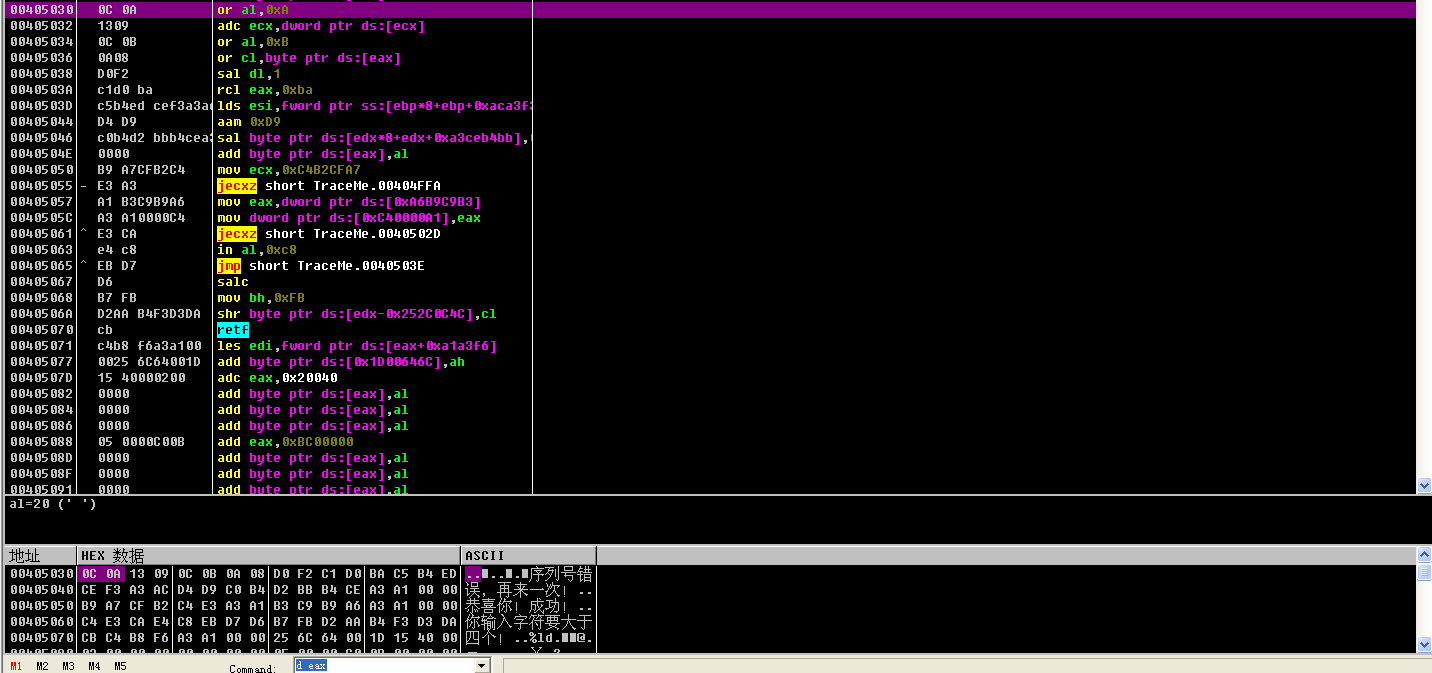 00405030 0C 0A or al,0xA
00405032 1309 adc ecx,dword ptr ds:[ecx]
00405034 0C 0B or al,0xB
00405036 0A08 or cl,byte ptr ds:[eax]
00405038 D0F2 sal dl,1
0040503A c1d0 ba rcl eax,0xba
0040503D c5b4ed cef3a3a lds esi,fword ptr ss:[ebp*8+ebp+0xaca3f3
00405044 D4 D9 aam 0xD9
00405046 c0b4d2 bbb4cea3 sal byte ptr ds:[edx*8+edx+0xa3ceb4bb],
0040504E 0000 add byte ptr ds:[eax],al
00405050 B9 A7CFB2C4 mov ecx,0xC4B2CFA7
00405055 - E3 A3 jecxz short TraceMe.00404FFA
00405057 A1 B3C9B9A6 mov eax,dword ptr ds:[0xA6B9C9B3]
0040505C A3 A10000C4 mov dword ptr ds:[0xC40000A1],eax
00405061 ^ E3 CA jecxz short TraceMe.0040502D
00405063 e4 c8 in al,0xc8
00405065 ^ EB D7 jmp short TraceMe.0040503E
00405067 D6 salc
00405068 B7 FB mov bh,0xFB
0040506A D2AA B4F3D3DA shr byte ptr ds:[edx-0x252C0C4C],cl
00405070 cb retf
00405071 c4b8 f6a3a100 les edi,fword ptr ds:[eax+0xa1a3f6]
00405077 0025 6C64001D add byte ptr ds:[0x1D00646C],ah
0040507D 15 40000200 adc eax,0x20040
00405082 0000 add byte ptr ds:[eax],al
00405084 0000 add byte ptr ds:[eax],al
00405086 0000 add byte ptr ds:[eax],al
00405088 05 0000C00B add eax,0xBC00000
0040508D 0000 add byte ptr ds:[eax],al
0040508F 0000 add byte ptr ds:[eax],al
00405091 0000 add byte ptr ds:[eax],al
al=20 (' ')
地址 HEX 数据 ASCII
00405030 0C 0A 13 09 0C 0B 0A 08 D0 F2 C1 D0 BA C5 B4 ED ..■..■.■序列号错
00405040 CE F3 A3 AC D4 D9 C0 B4 D2 BB B4 CE A3 A1 00 00 误，再来一次！..
00405050 B9 A7 CF B2 C4 E3 A3 A1 B3 C9 B9 A6 A3 A1 00 00 恭喜你！成功！..
00405060 C4 E3 CA E4 C8 EB D7 D6 B7 FB D2 AA B4 F3 D3 DA 你输入字符要大于
00405070 CB C4 B8 F6 A3 A1 00 00 25 6C 64 00 1D 15 40 00 四个！..%ld.■■@.
M1 M2 M3 M4 M5 Command: d eax